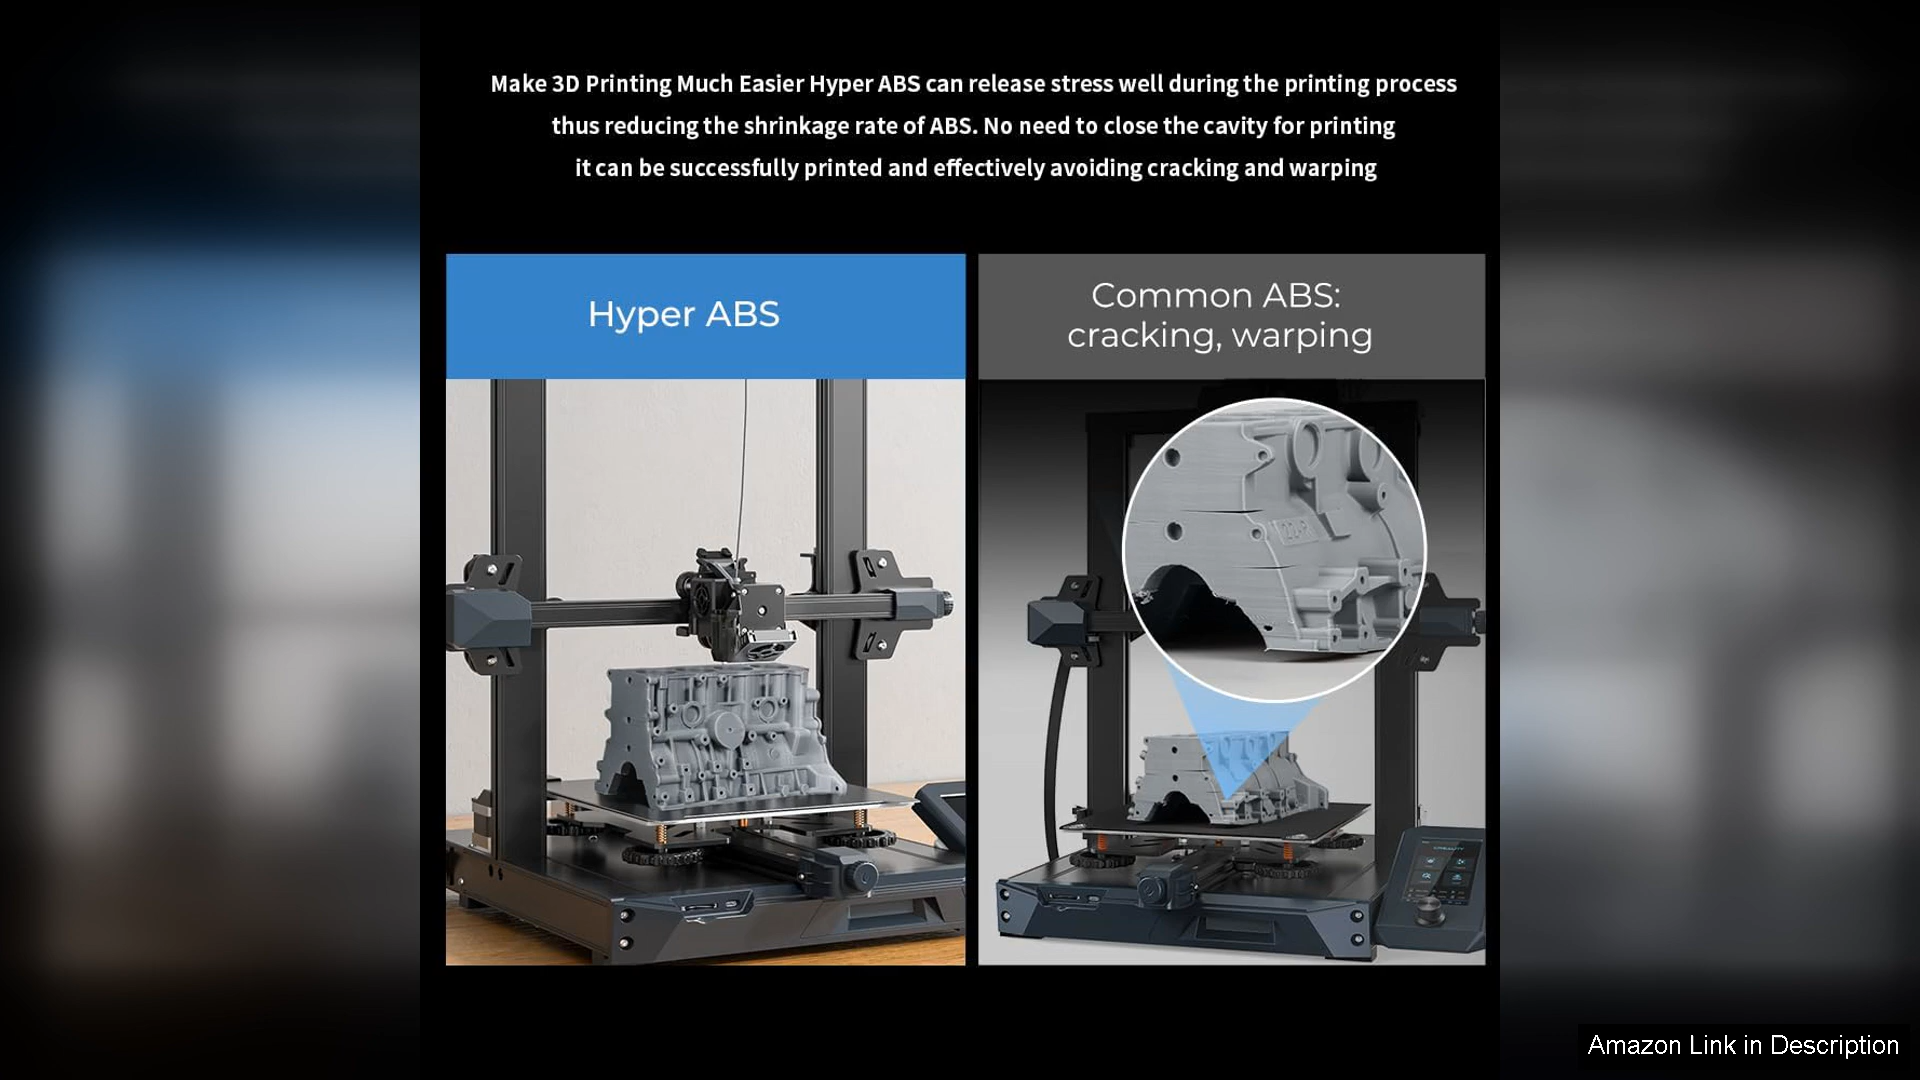 Make 3D Printing Much Easier Hyper ABS can release stress well during the printing process
thus reducing the shrinkage rate of ABS. No need to close the cavity for printing
it can be successfully printed and effectively avoiding cracking and warping
Hyper ABS
Common ABS:
cracking, warping
CREALITY
Amazon Link in Description